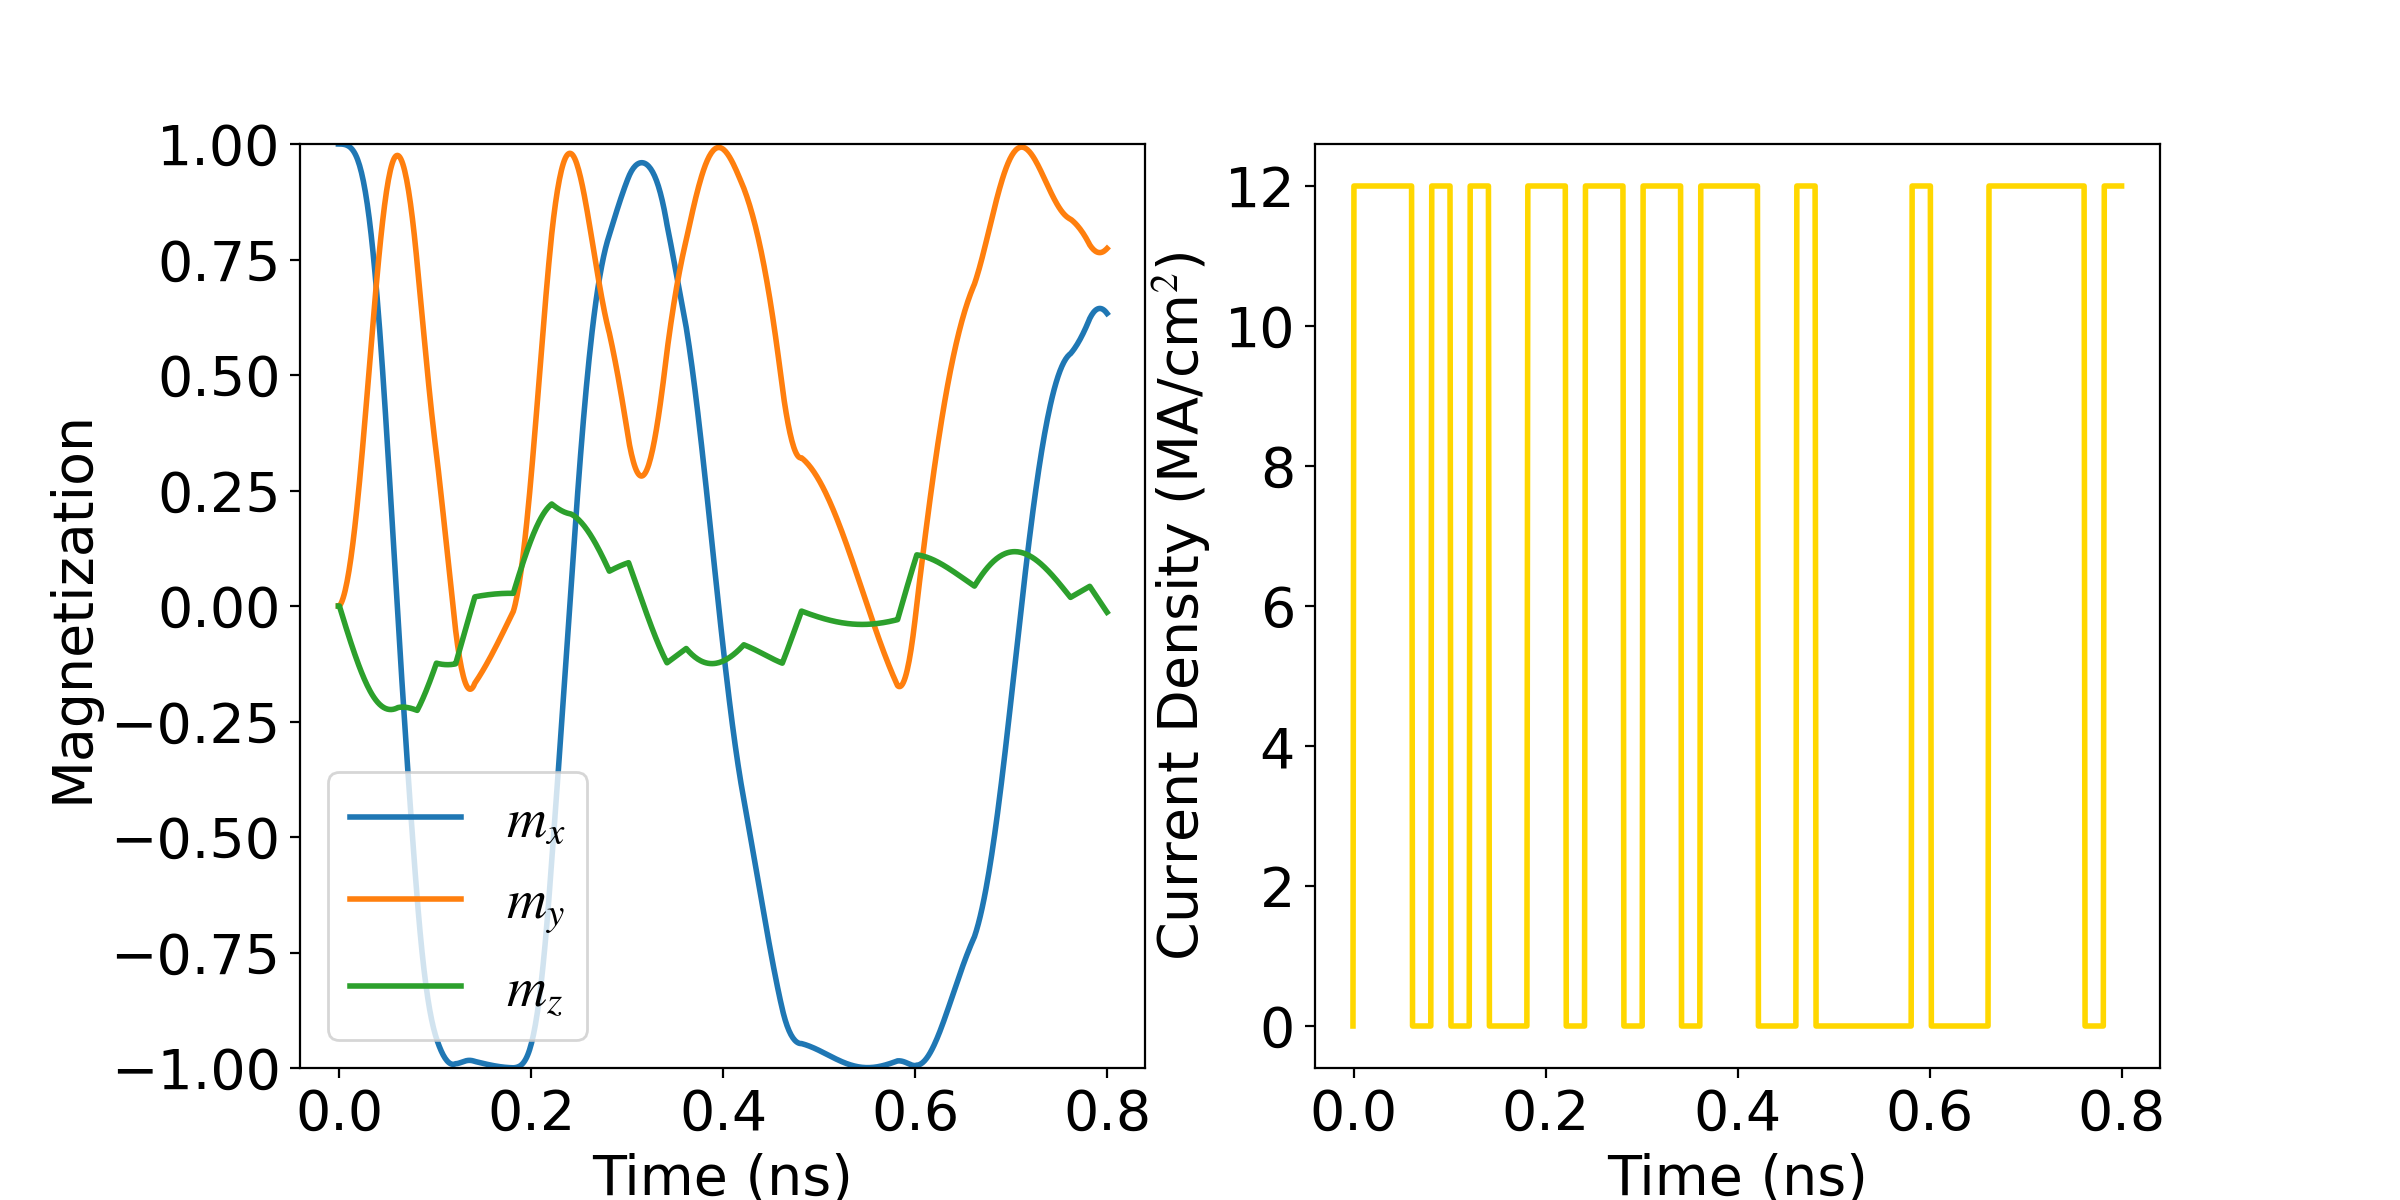 Magnetization
1.00
0.75
0.50
0.25
0.00
−0.25
−0.50
−0.75
−1.00
m_x
m_y
m_z
0.0 0.2 0.4 0.6 0.8
Time (ns)
Current Density (MA/cm²)
12
10
8
6
4
2
0
0.0 0.2 0.4 0.6 0.8
Time (ns)